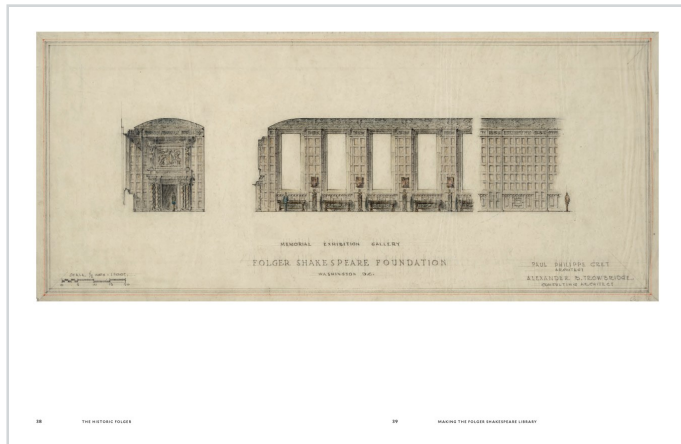 MEMORIAL EXHIBITION GALLERY
FOLGER SHAKESPEARE FOUNDATION
WASHINGTON D.C.
PAUL PHILIPPE CRET
ARCHITECT
ALEXANDER B. TROWBRIDGE
CONSULTING ARCHITECT
38 THE HISTORIC FOLGER
39 MAKING THE FOLGER SHAKESPEARE LIBRARY